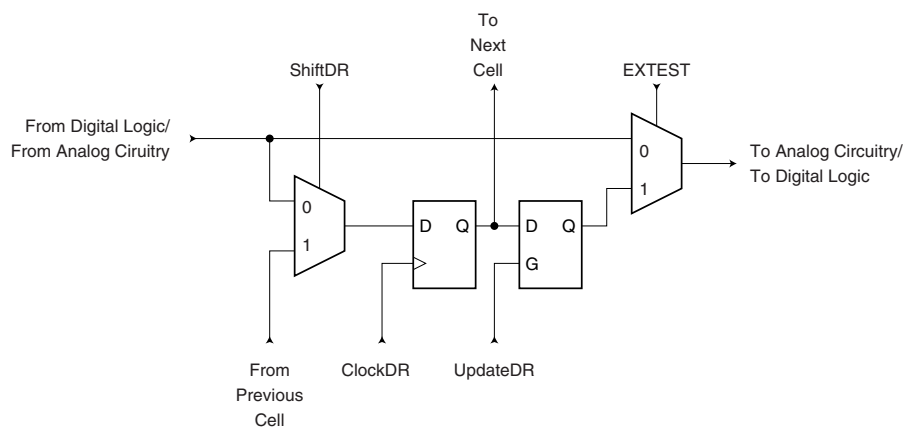 To
Next
Cell
ShiftDR
EXTEST
From Digital Logic/
From Analog Ciruitry
0
1
To Analog Circuitry/
To Digital Logic
0
1
D Q
D Q
G
From
Previous
Cell
ClockDR
UpdateDR